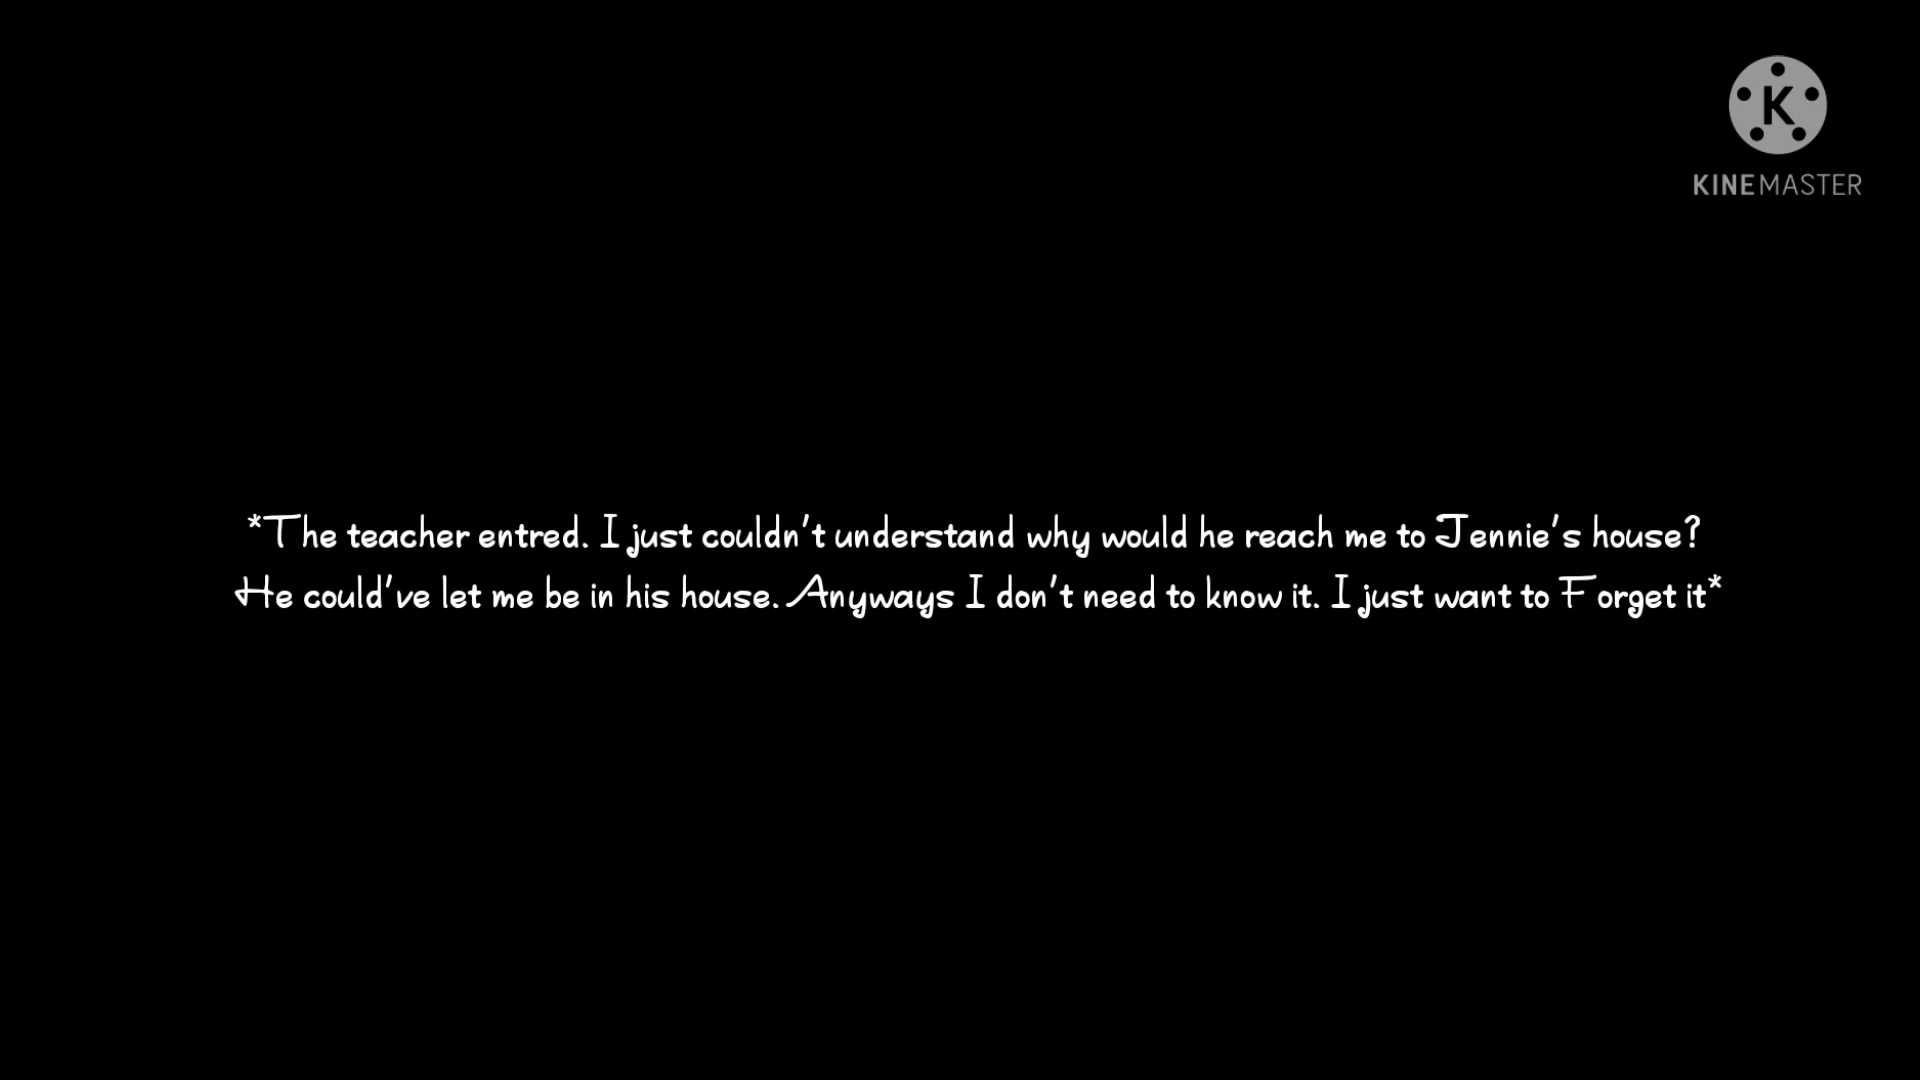 K
KINEMASTER
*The teacher entred. I just couldn't understand why would he reach me to Jennie's house?
He could've let me be in his house. Anyways I don't need to know it. I just want to Forget it*